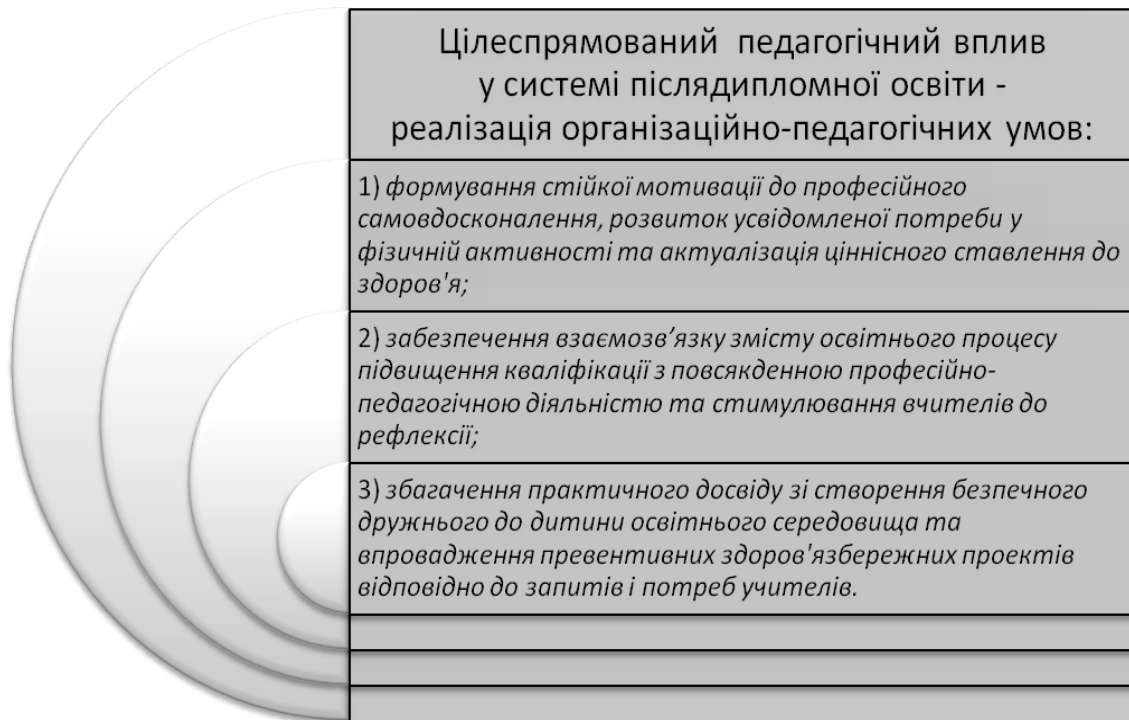 Цілеспрямований педагогічний вплив
у системі післядипломної освіти -
реалізація організаційно-педагогічних умов:
1) формування стійкої мотивації до професійного
самовдосконалення, розвиток усвідомленої потреби у
фізичній активності та актуалізація ціннісного ставлення до
здоров'я;
2) забезпечення взаємозв’язку змісту освітнього процесу
підвищення кваліфікації з повсякденною професійно-
педагогічною діяльністю та стимулювання вчителів до
рефлексії;
3) збагачення практичного досвіду зі створення безпечного
дружнього до дитини освітнього середовища та
впровадження превентивних здоров'язбережних проектів
відповідно до запитів і потреб учителів.